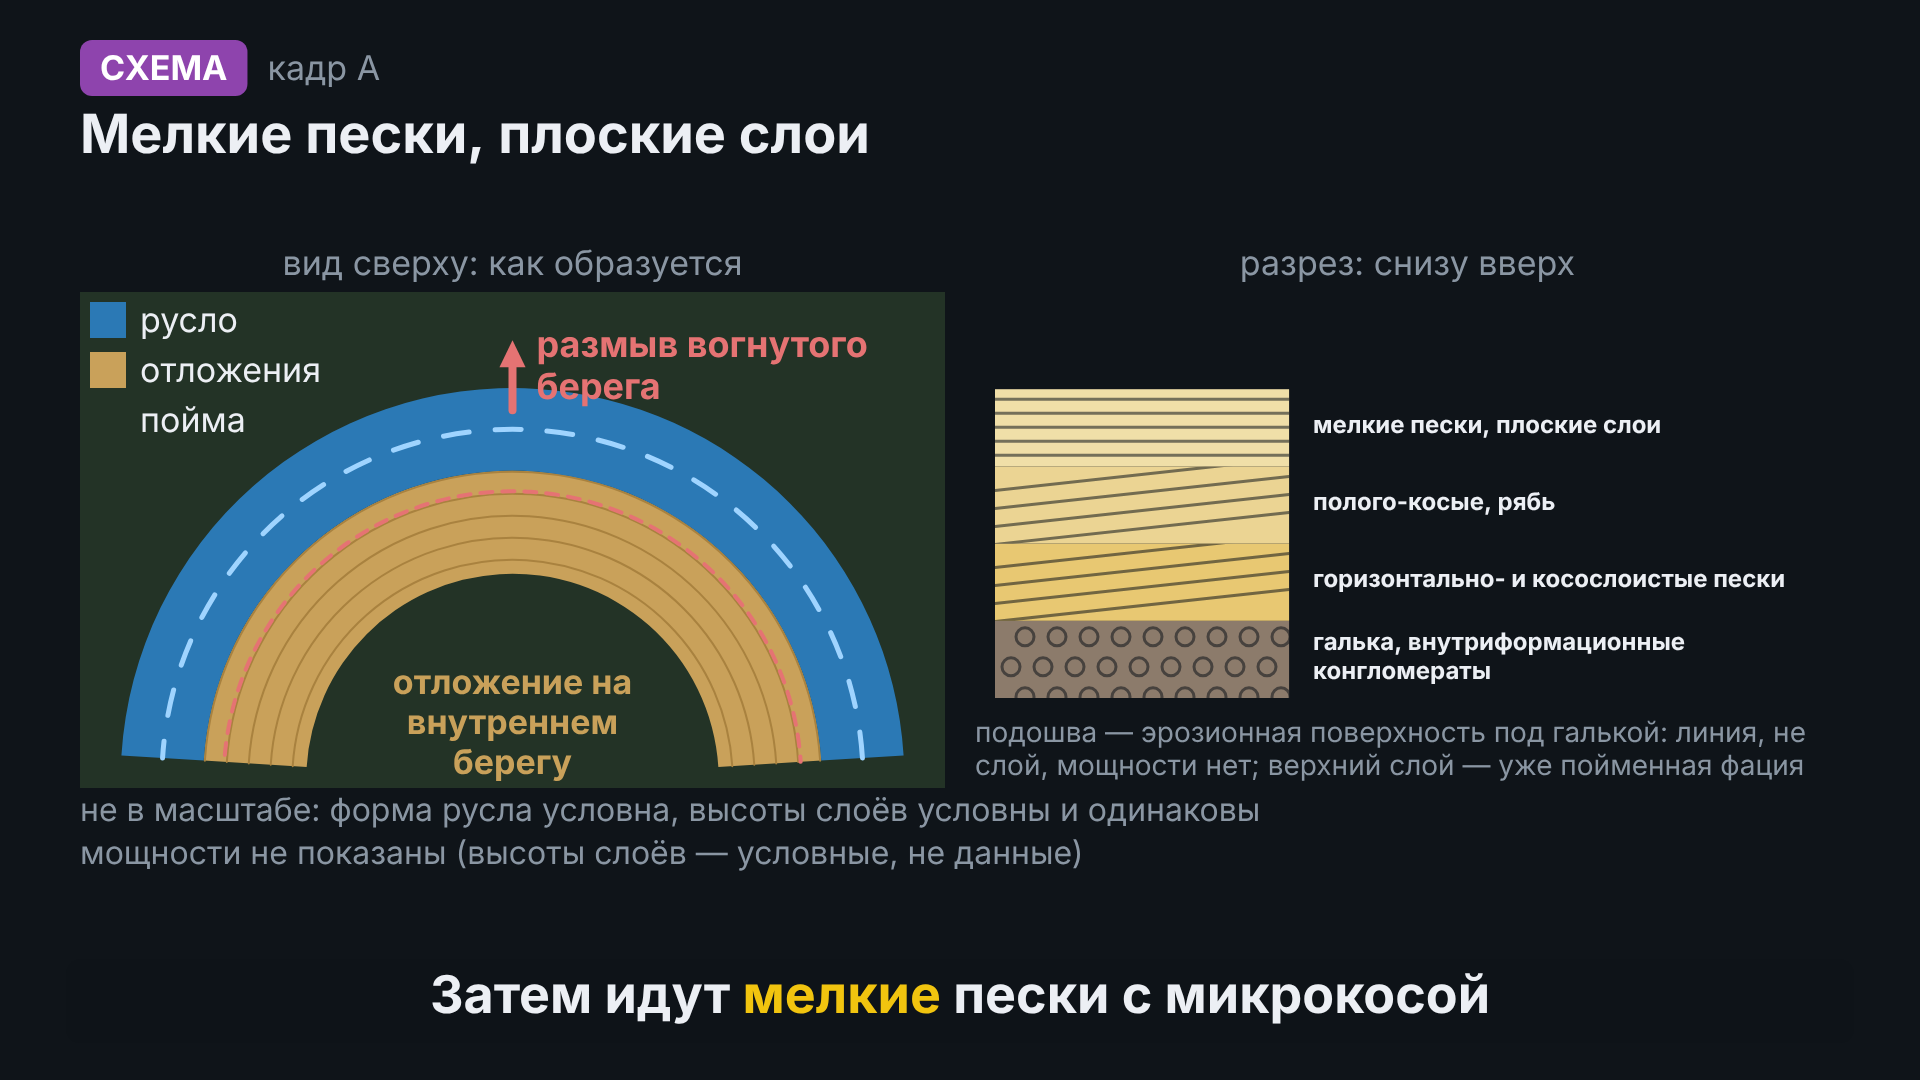 СХЕМА кадр А
Мелкие пески, плоские слои
вид сверху: как образуется
русло
отложения
пойма
размыв вогнутого
берега
отложение на
внутреннем
берегу
разрез: снизу вверх
мелкие пески, плоские слои
полого-косые, рябь
горизонтально- и косослоистые пески
галька, внутриформационные
конгломераты
подошва — эрозионная поверхность под галькой: линия, не
слой, мощности нет; верхний слой — уже пойменная фация
не в масштабе: форма русла условна, высоты слоёв условны и одинаковы
мощности не показаны (высоты слоёв — условные, не данные)
Затем идут мелкие пески с микрокосой